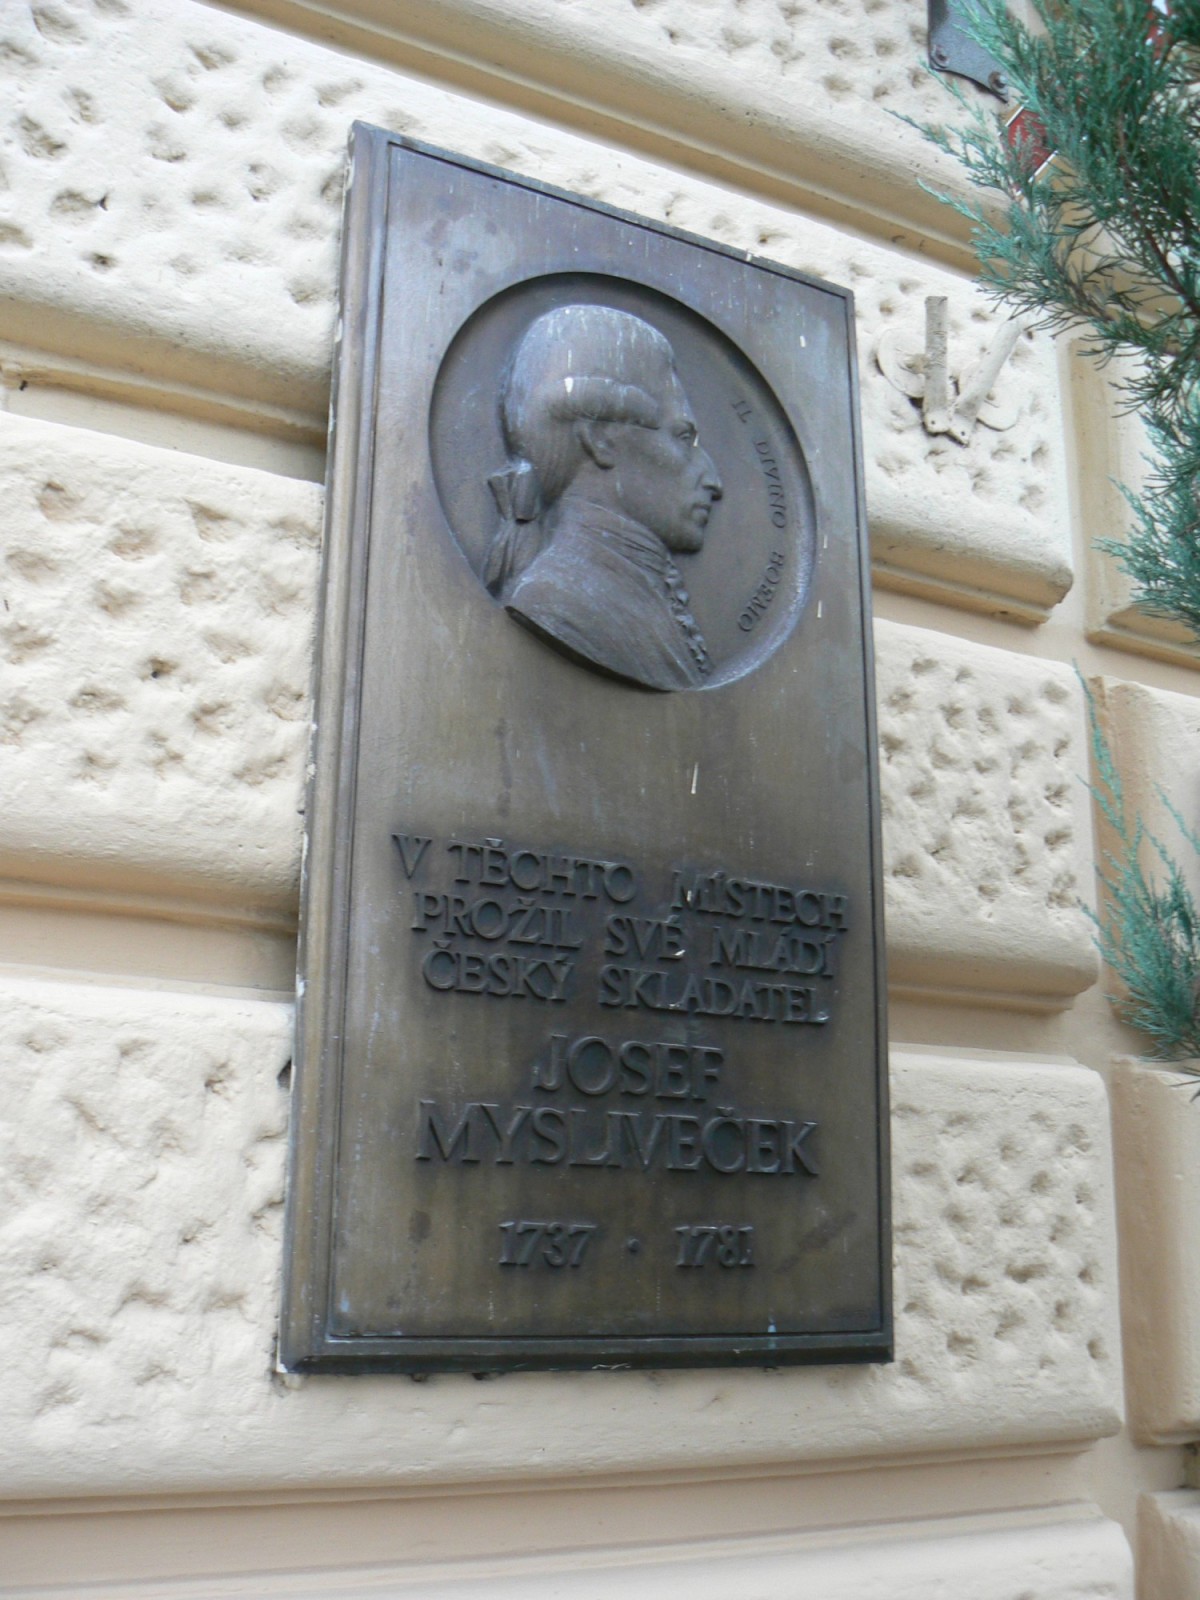 IL DIVINO BOEMO
V TĚCHTO MÍSTECH
PROŽIL SVÉ MLÁDÍ
ČESKÝ SKLADATEL
JOSEF
MYSLIVEČEK
1737 · 1781